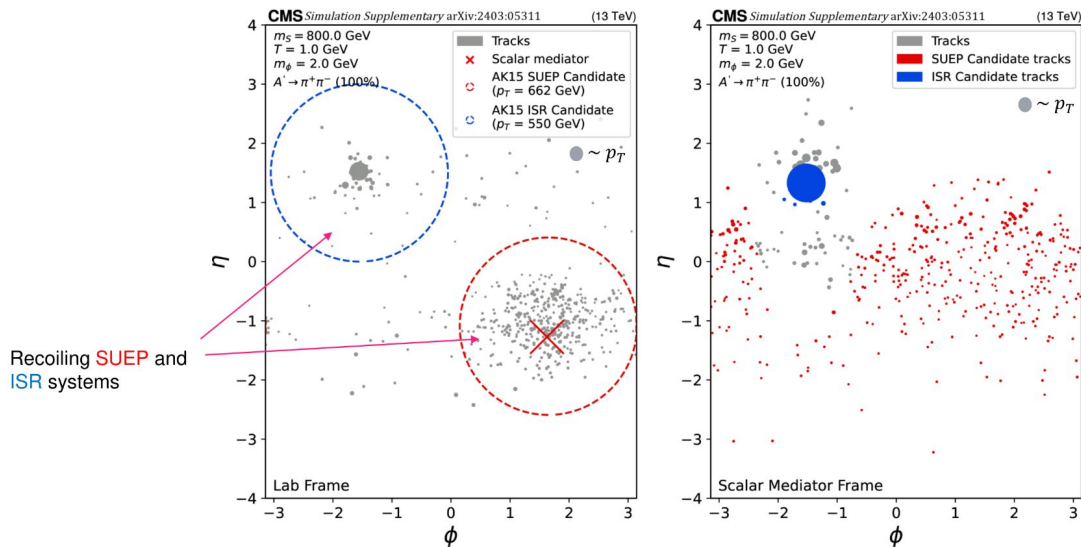 CMS Simulation Supplementary arXiv:2403.05311 (13 TeV)
m_S = 800.0 GeV
T = 1.0 GeV
m_ϕ = 2.0 GeV
A' → π⁺π⁻ (100%)
Tracks
Scalar mediator
AK15 SUEP Candidate
(p_T = 662 GeV)
AK15 ISR Candidate
(p_T = 550 GeV)
~ p_T
4
3
2
1
0
−1
−2
−3
−4
η
Lab Frame
−3 −2 −1 0 1 2 3
ϕ
Recoiling SUEP and
ISR systems
CMS Simulation Supplementary arXiv:2403.05311 (13 TeV)
m_S = 800.0 GeV
T = 1.0 GeV
m_ϕ = 2.0 GeV
A' → π⁺π⁻ (100%)
Tracks
SUEP Candidate tracks
ISR Candidate tracks
~ p_T
4
3
2
1
0
−1
−2
−3
−4
η
Scalar Mediator Frame
−3 −2 −1 0 1 2 3
ϕ